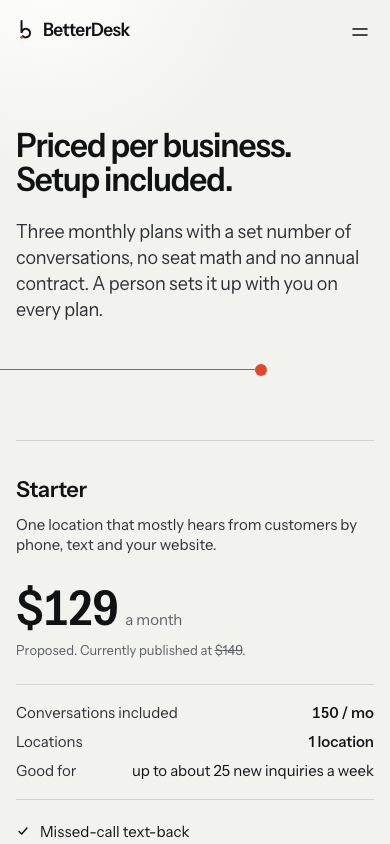 BetterDesk
Priced per business.
Setup included.
Three monthly plans with a set number of
conversations, no seat math and no annual
contract. A person sets it up with you on
every plan.
Starter
One location that mostly hears from customers by
phone, text and your website.
$129 a month
Proposed. Currently published at $149.
Conversations included 150 / mo
Locations 1 location
Good for up to about 25 new inquiries a week
Missed-call text-back